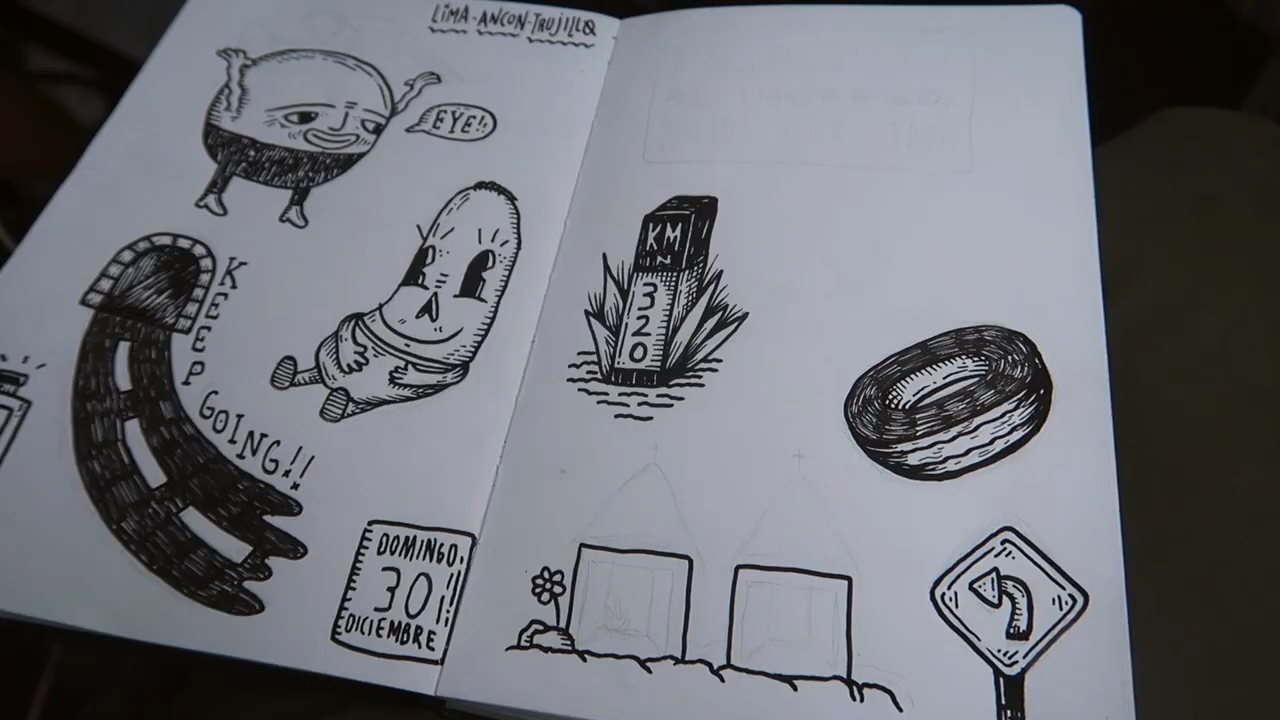 LIMA-ANCON-TRUJILLO
EYE!!
KEEP
GOING!!
DOMINGO,
30!!
DICIEMBRE
KM
N
320